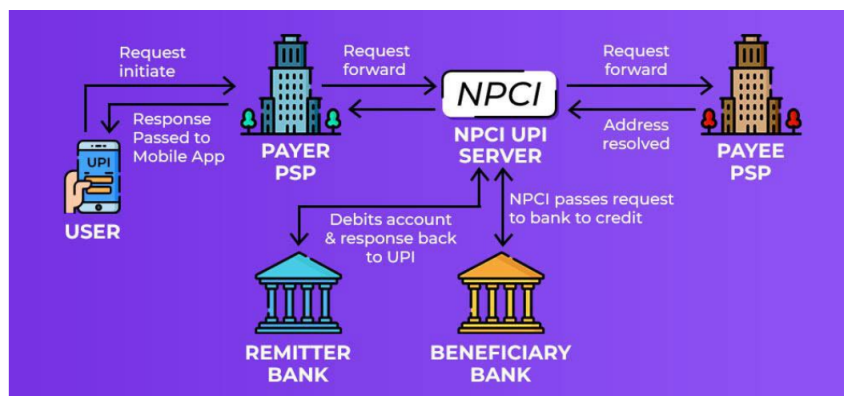 Request
initiate
Request
forward
Request
forward
NPCI
Response
Passed to
Mobile App
PAYER
PSP
NPCI UPI
SERVER
Address
resolved
PAYEE
PSP
UPI
USER
Debits account
& response back
to UPI
NPCI passes request
to bank to credit
REMITTER
BANK
BENEFICIARY
BANK